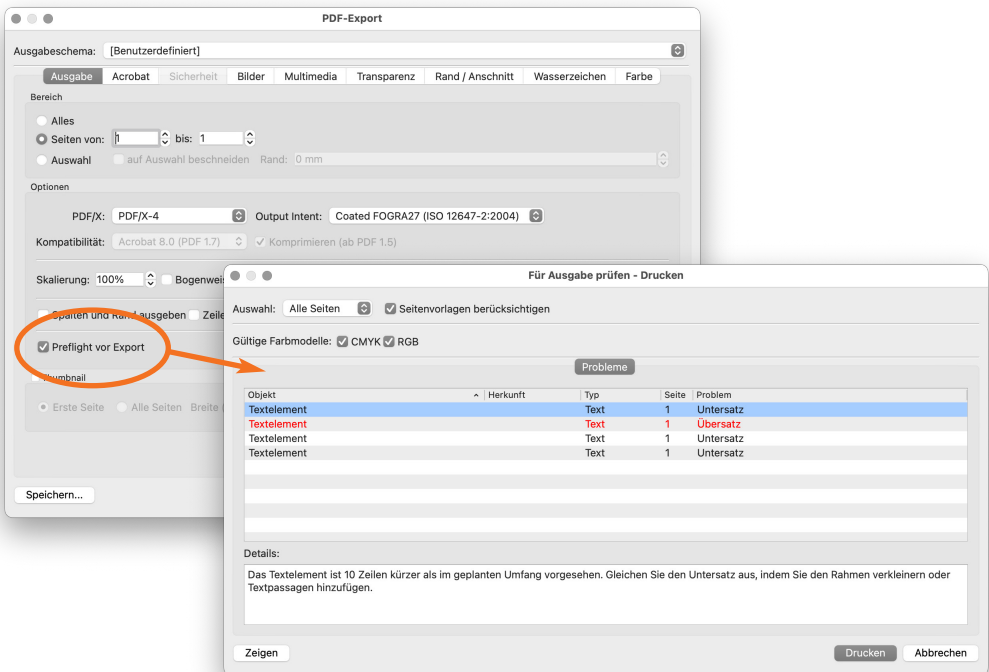 PDF-Export
Ausgabeschema: [Benutzerdefiniert]
Ausgabe Acrobat Sicherheit Bilder Multimedia Transparenz Rand / Anschnitt Wasserzeichen Farbe
Bereich
Alles
Seiten von: 1 bis: 1
Auswahl auf Auswahl beschneiden Rand: 0 mm
Optionen
PDF/X: PDF/X-4 Output Intent: Coated FOGRA27 (ISO 12647-2:2004)
Kompatibilität: Acrobat 8.0 (PDF 1.7) Komprimieren (ab PDF 1.5)
Skalierung: 100% Bogenweis
Spalten und Rand ausgeben Zeile
Preflight vor Export
Thumbnail
Erste Seite Alle Seiten Breite
Speichern...
Für Ausgabe prüfen - Drucken
Auswahl: Alle Seiten Seitenvorlagen berücksichtigen
Gültige Farbmodelle: CMYK RGB
Probleme
Objekt Herkunft Typ Seite Problem
Textelement Text 1 Untersatz
Textelement Text 1 Übersatz
Textelement Text 1 Untersatz
Textelement Text 1 Untersatz
Details:
Das Textelement ist 10 Zeilen kürzer als im geplanten Umfang vorgesehen. Gleichen Sie den Untersatz aus, indem Sie den Rahmen verkleinern oder
Textpassagen hinzufügen.
Zeigen Drucken Abbrechen